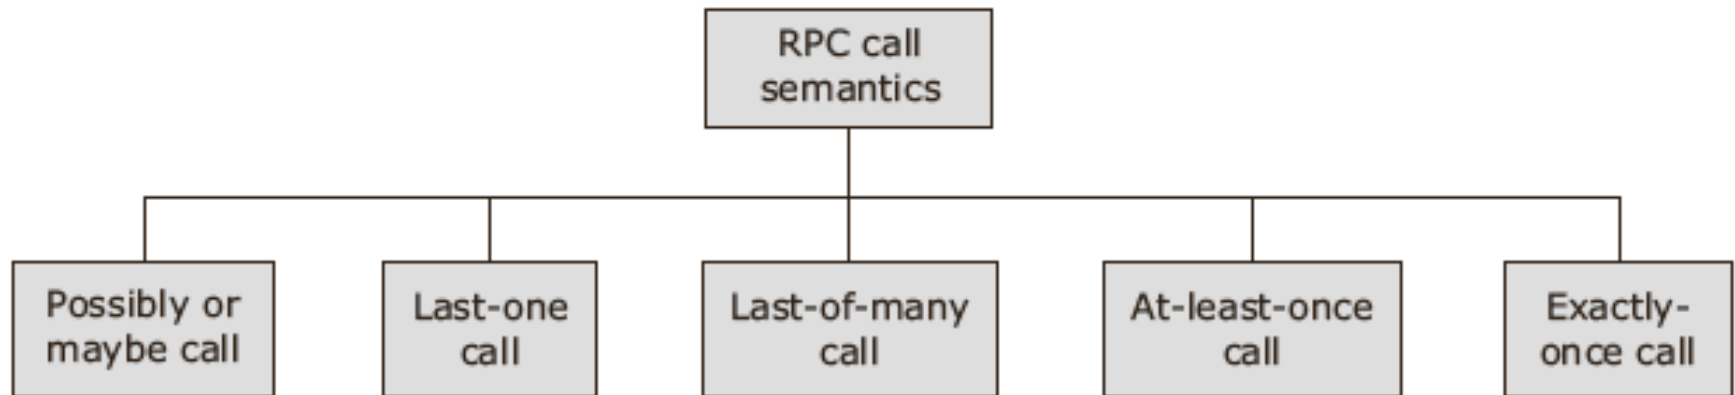 RPC call
semantics
Possibly or
maybe call
Last-one
call
Last-of-many
call
At-least-once
call
Exactly-
once call